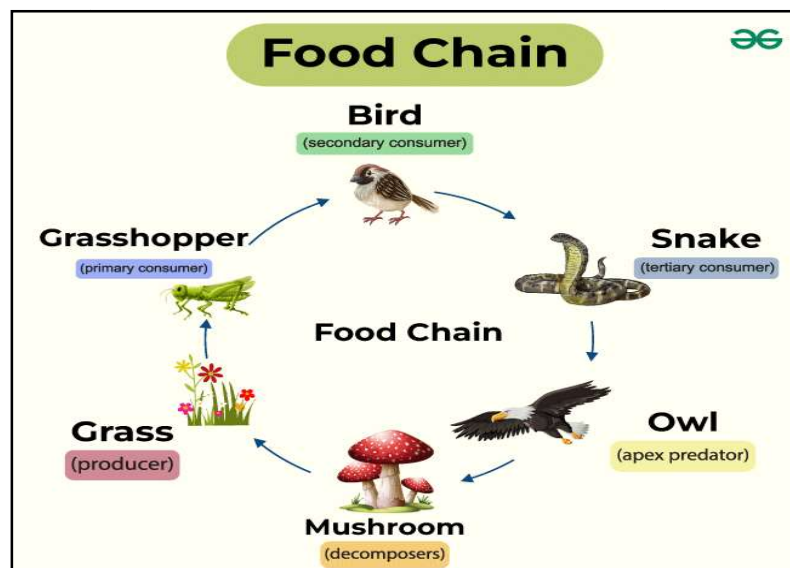 Food Chain
Bird
(secondary consumer)
Grasshopper
(primary consumer)
Snake
(tertiary consumer)
Food Chain
Grass
(producer)
Owl
(apex predator)
Mushroom
(decomposers)